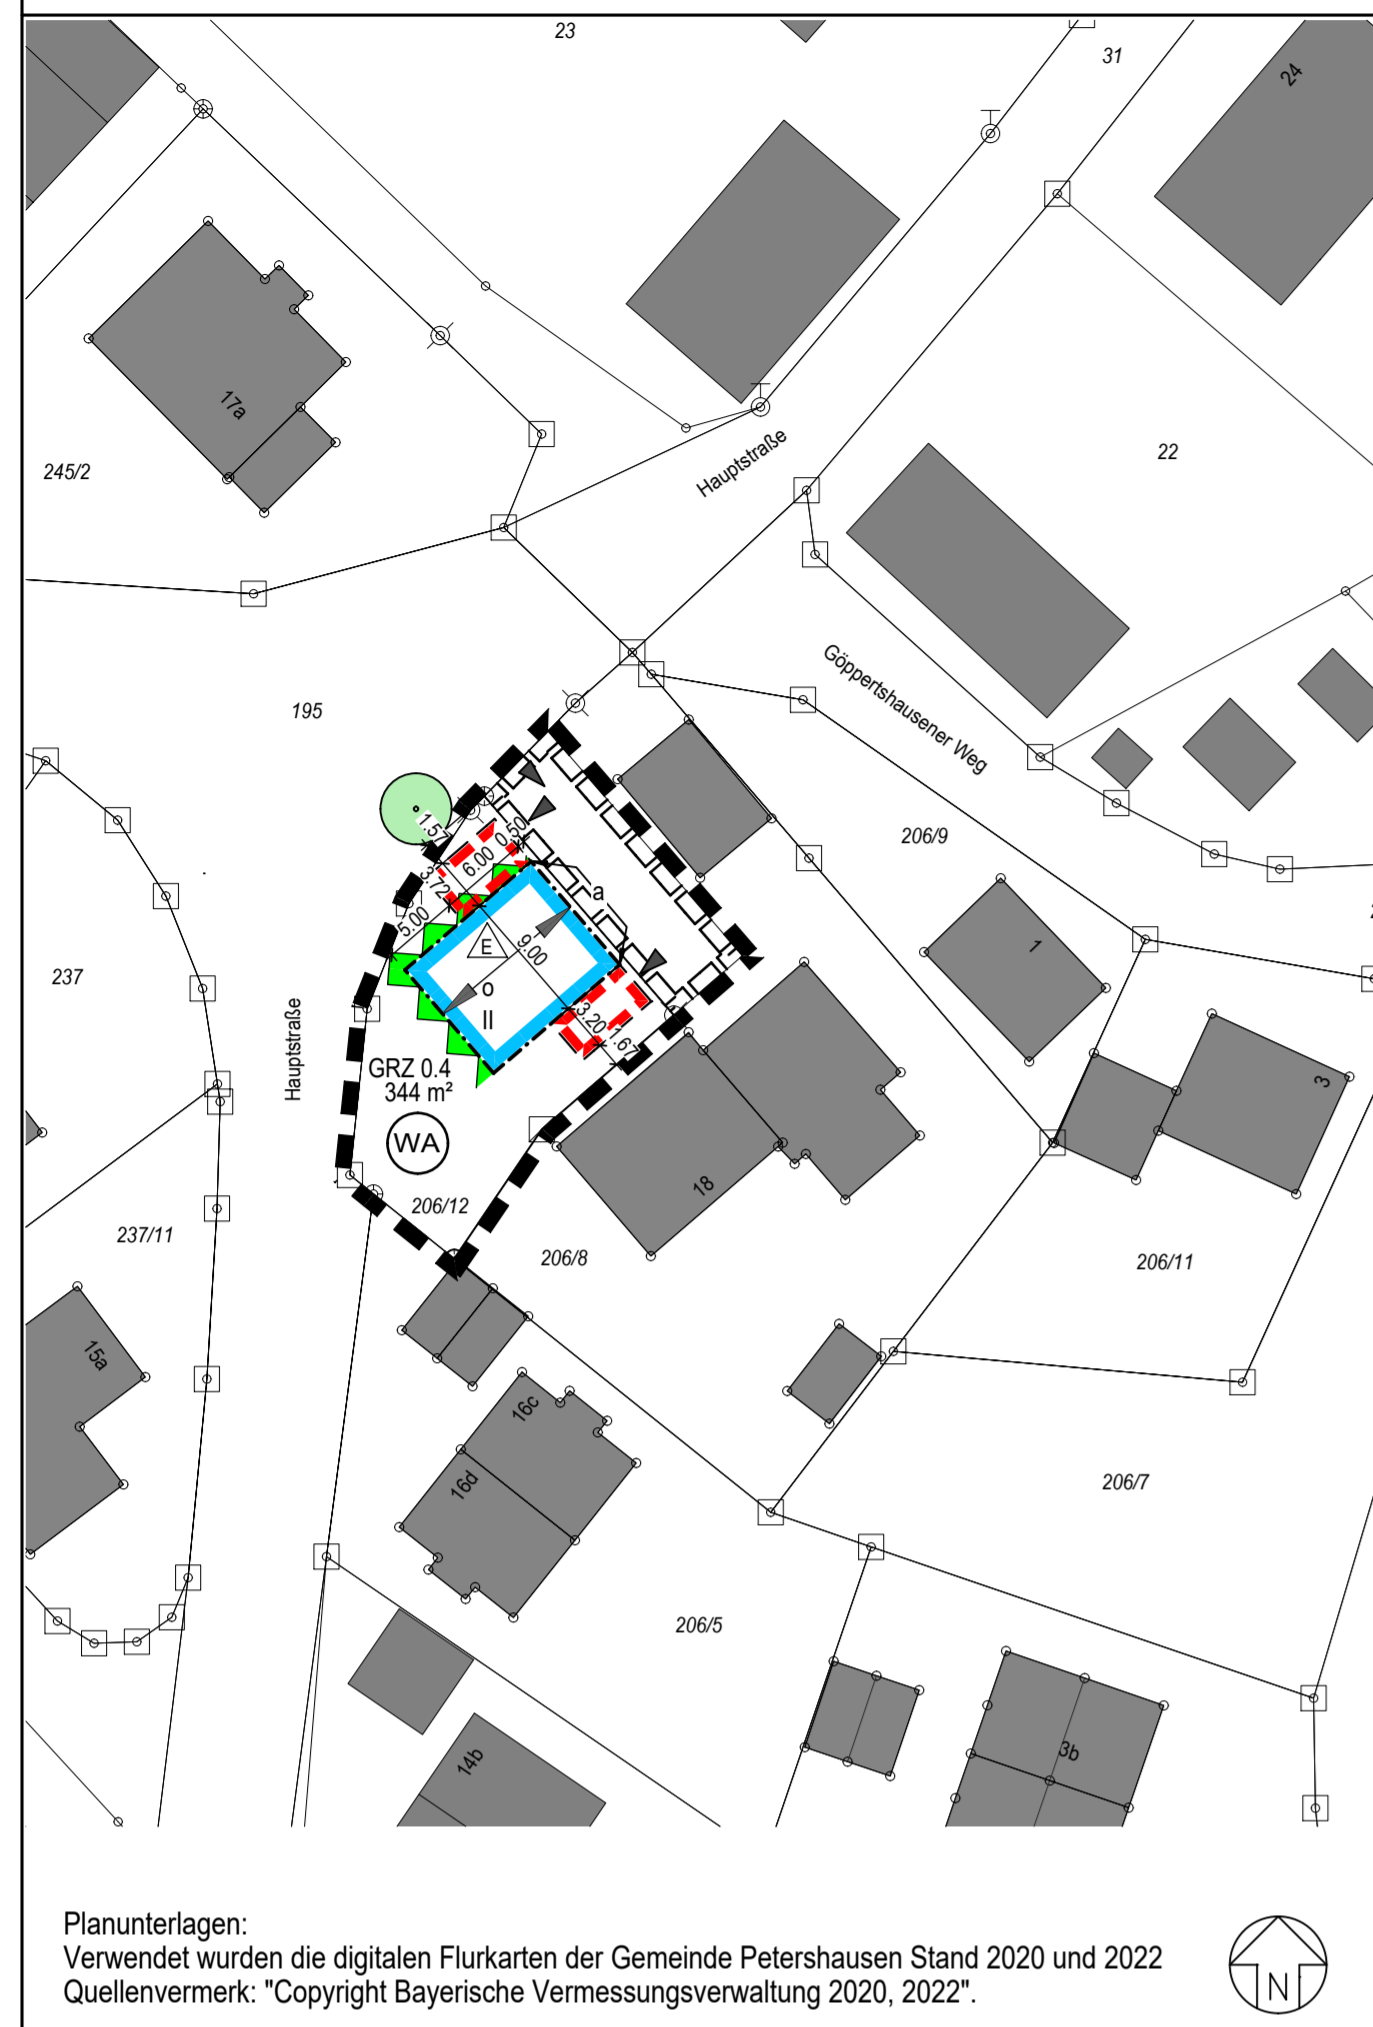 23
31
24
17a
Hauptstraße
22
245/2
Göppertshausener Weg
195
1.57
0.50
6.00
206/9
3.72
a
5.00
E
9.00
1
237
o
II
3.20
1.67
Hauptstraße
GRZ 0.4
344 m²
3
WA
18
206/12
237/11
206/8
206/11
15a
16c
16d
206/7
206/5
14b
3b
Planunterlagen:
Verwendet wurden die digitalen Flurkarten der Gemeinde Petershausen Stand 2020 und 2022
Quellenvermerk: "Copyright Bayerische Vermessungsverwaltung 2020, 2022".
N